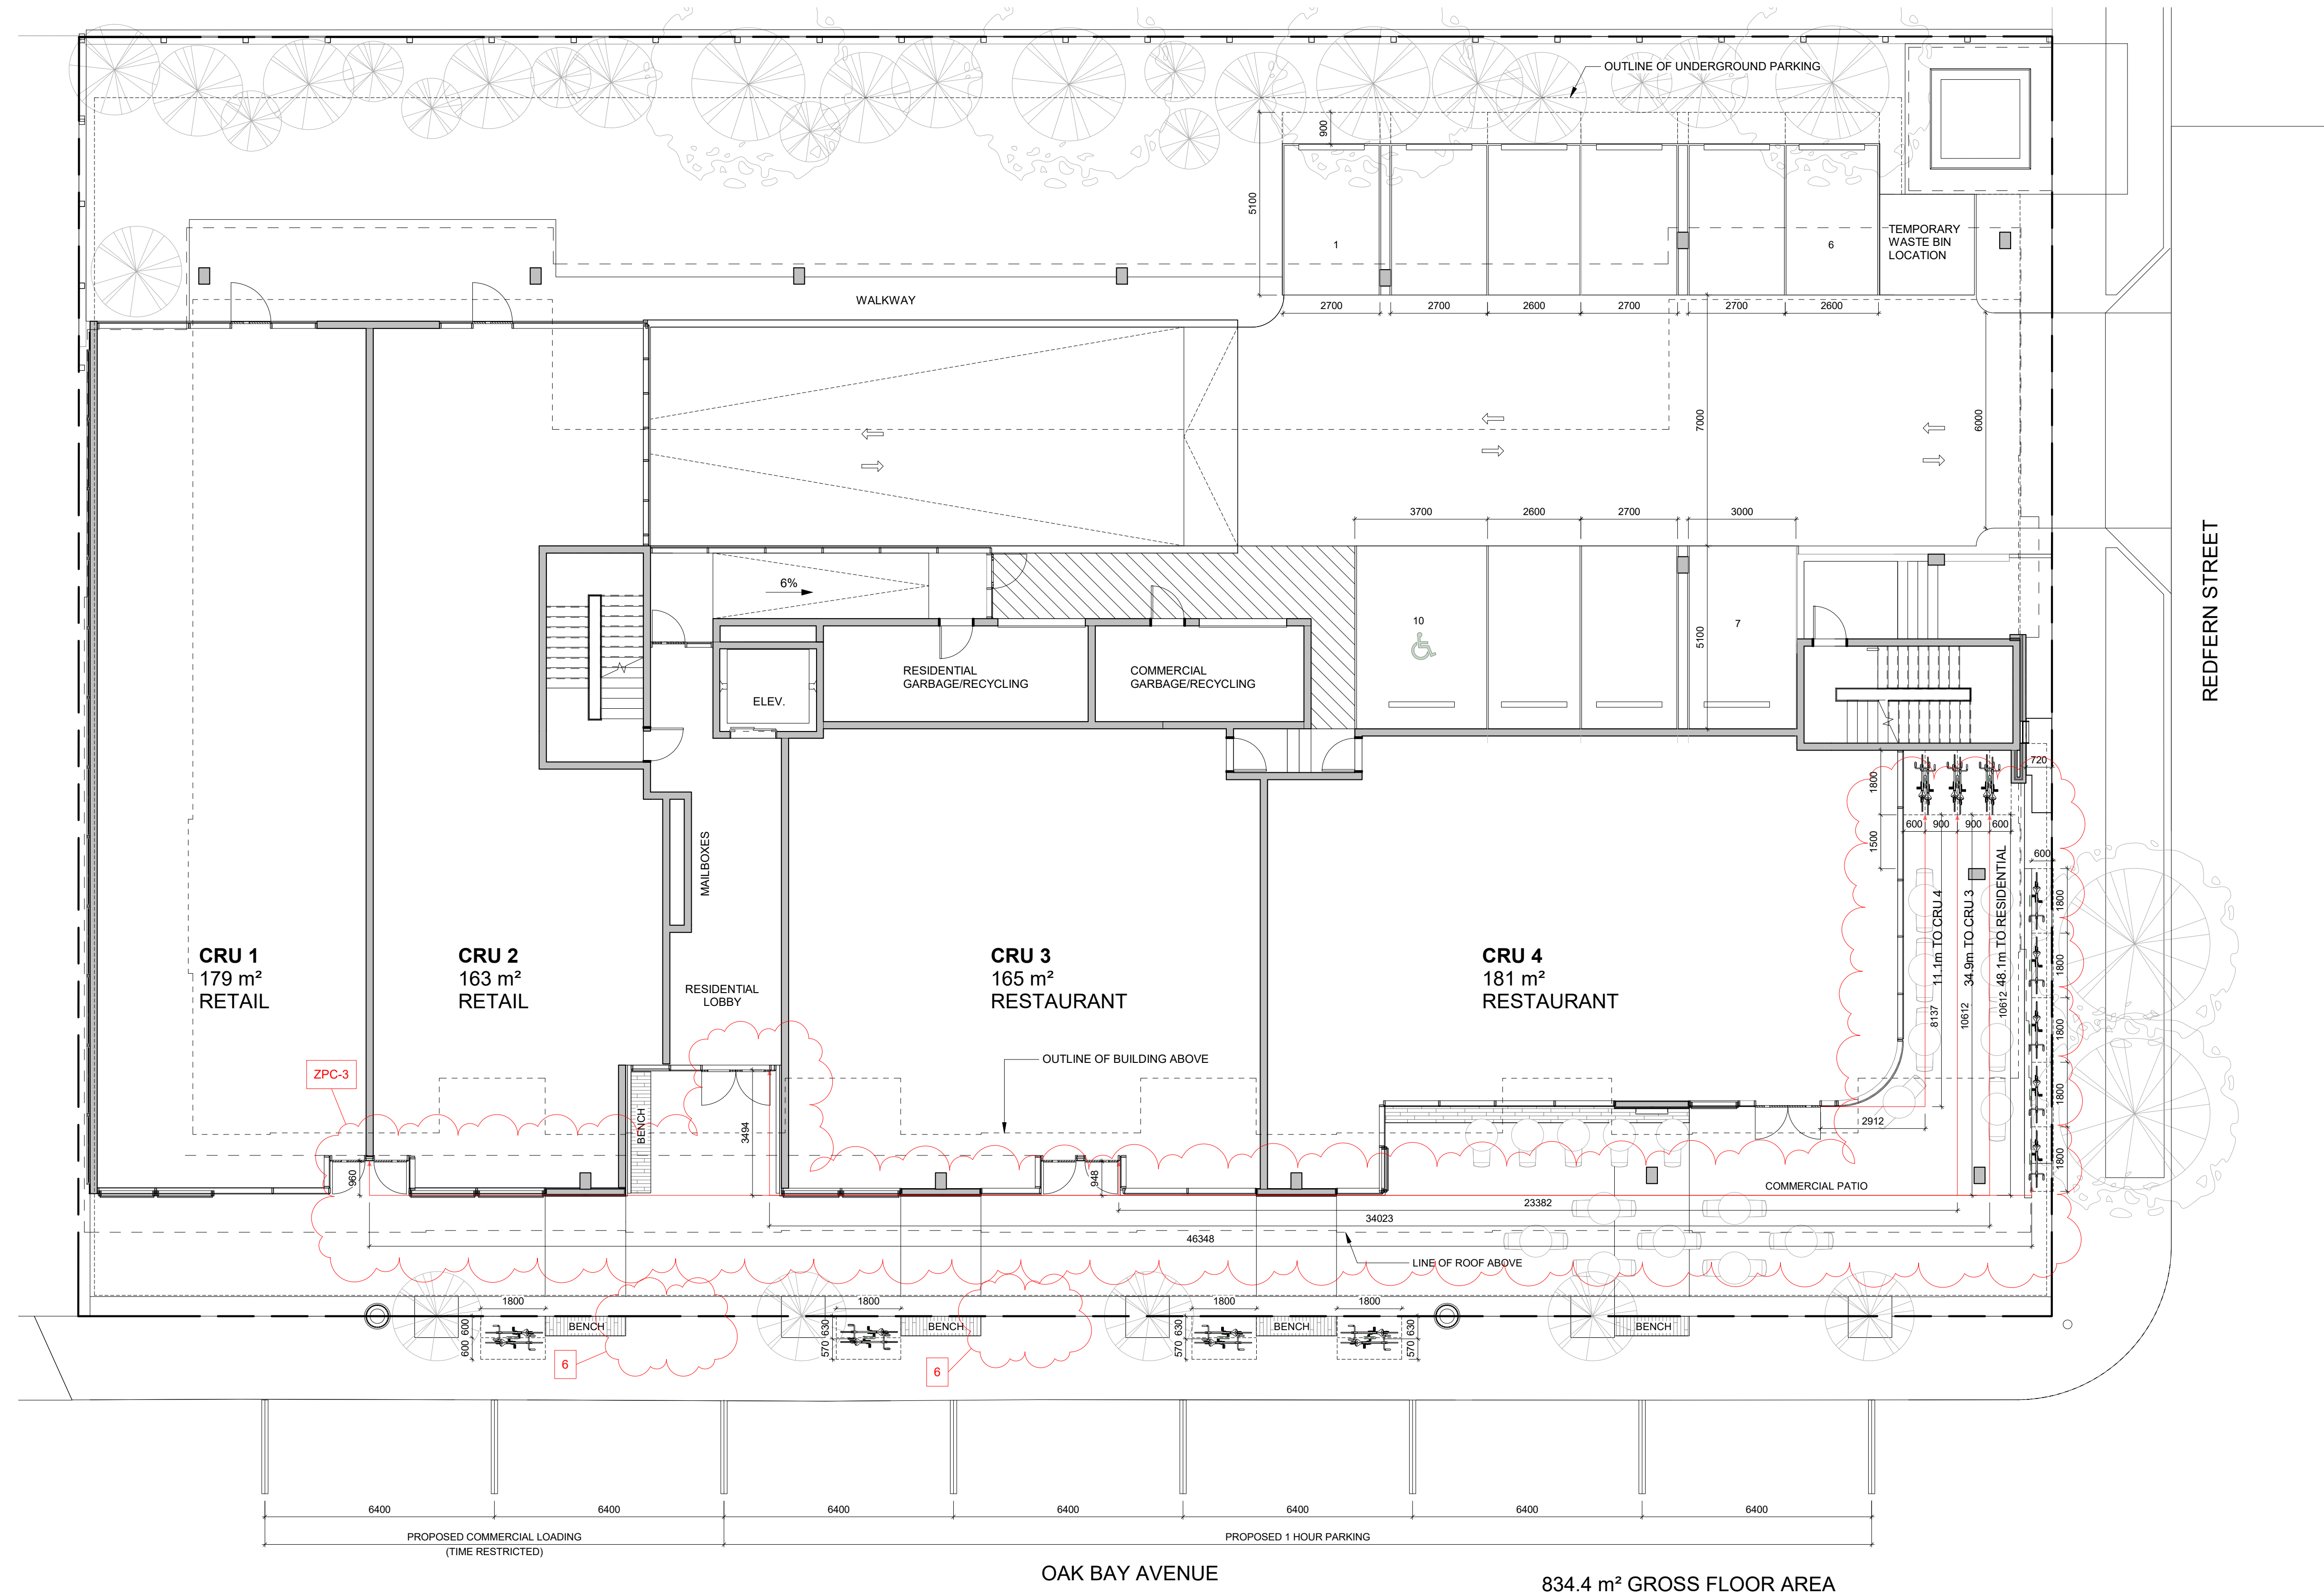 OUTLINE OF UNDERGROUND PARKING
900
5100
1
6
TEMPORARY
WASTE BIN
LOCATION
WALKWAY
2700
2700
2600
2700
2700
2600
7000
6000
3700
2600
2700
3000
REDFERN STREET
6%
10
7
5100
RESIDENTIAL
GARBAGE/RECYCLING
COMMERCIAL
GARBAGE/RECYCLING
ELEV.
720
1800
600
900
900
600
1500
MAILBOXES
600
1800
1800
1800
1800
1800
11.1m TO CRU 4
34.9m TO CRU 3
48.1m TO RESIDENTIAL
8137
10612
10612
CRU 1
179 m²
RETAIL
CRU 2
163 m²
RETAIL
RESIDENTIAL
LOBBY
CRU 3
165 m²
RESTAURANT
CRU 4
181 m²
RESTAURANT
OUTLINE OF BUILDING ABOVE
ZPC-3
BENCH
3494
2912
960
948
COMMERCIAL PATIO
23382
34023
46348
LINE OF ROOF ABOVE
1800
1800
1800
1800
600 600
BENCH
570 630
BENCH
570 630
BENCH
570 630
BENCH
6
6
6400
6400
6400
6400
6400
6400
6400
PROPOSED COMMERCIAL LOADING
(TIME RESTRICTED)
PROPOSED 1 HOUR PARKING
OAK BAY AVENUE
834.4 m² GROSS FLOOR AREA